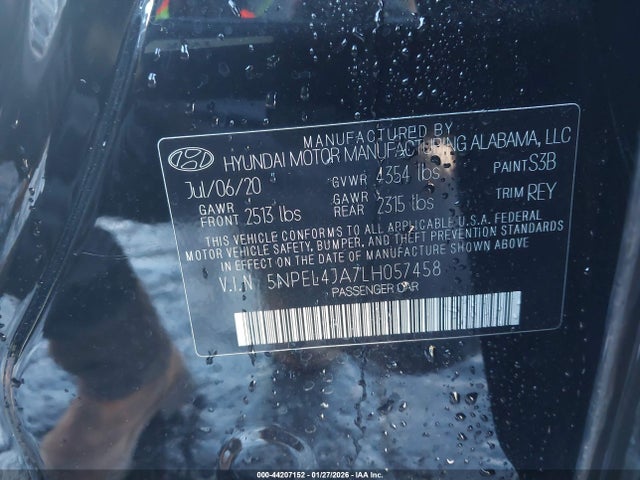 MANUFACTURED BY
HYUNDAI MOTOR MANUFACTURING ALABAMA, LLC
Jul/06/20 GVWR 4354 lbs PAINT S3B
GAWR FRONT 2513 lbs GAWR REAR 2315 lbs TRIM REY
THIS VEHICLE CONFORMS TO ALL APPLICABLE U.S.A. FEDERAL
MOTOR VEHICLE SAFETY, BUMPER, AND THEFT PREVENTION STANDARDS
IN EFFECT ON THE DATE OF MANUFACTURE SHOWN ABOVE
V.I.N 5NPEL4JA7LH057458
PASSENGER CAR
000-44207152 - 01/27/2026 - IAA Inc.